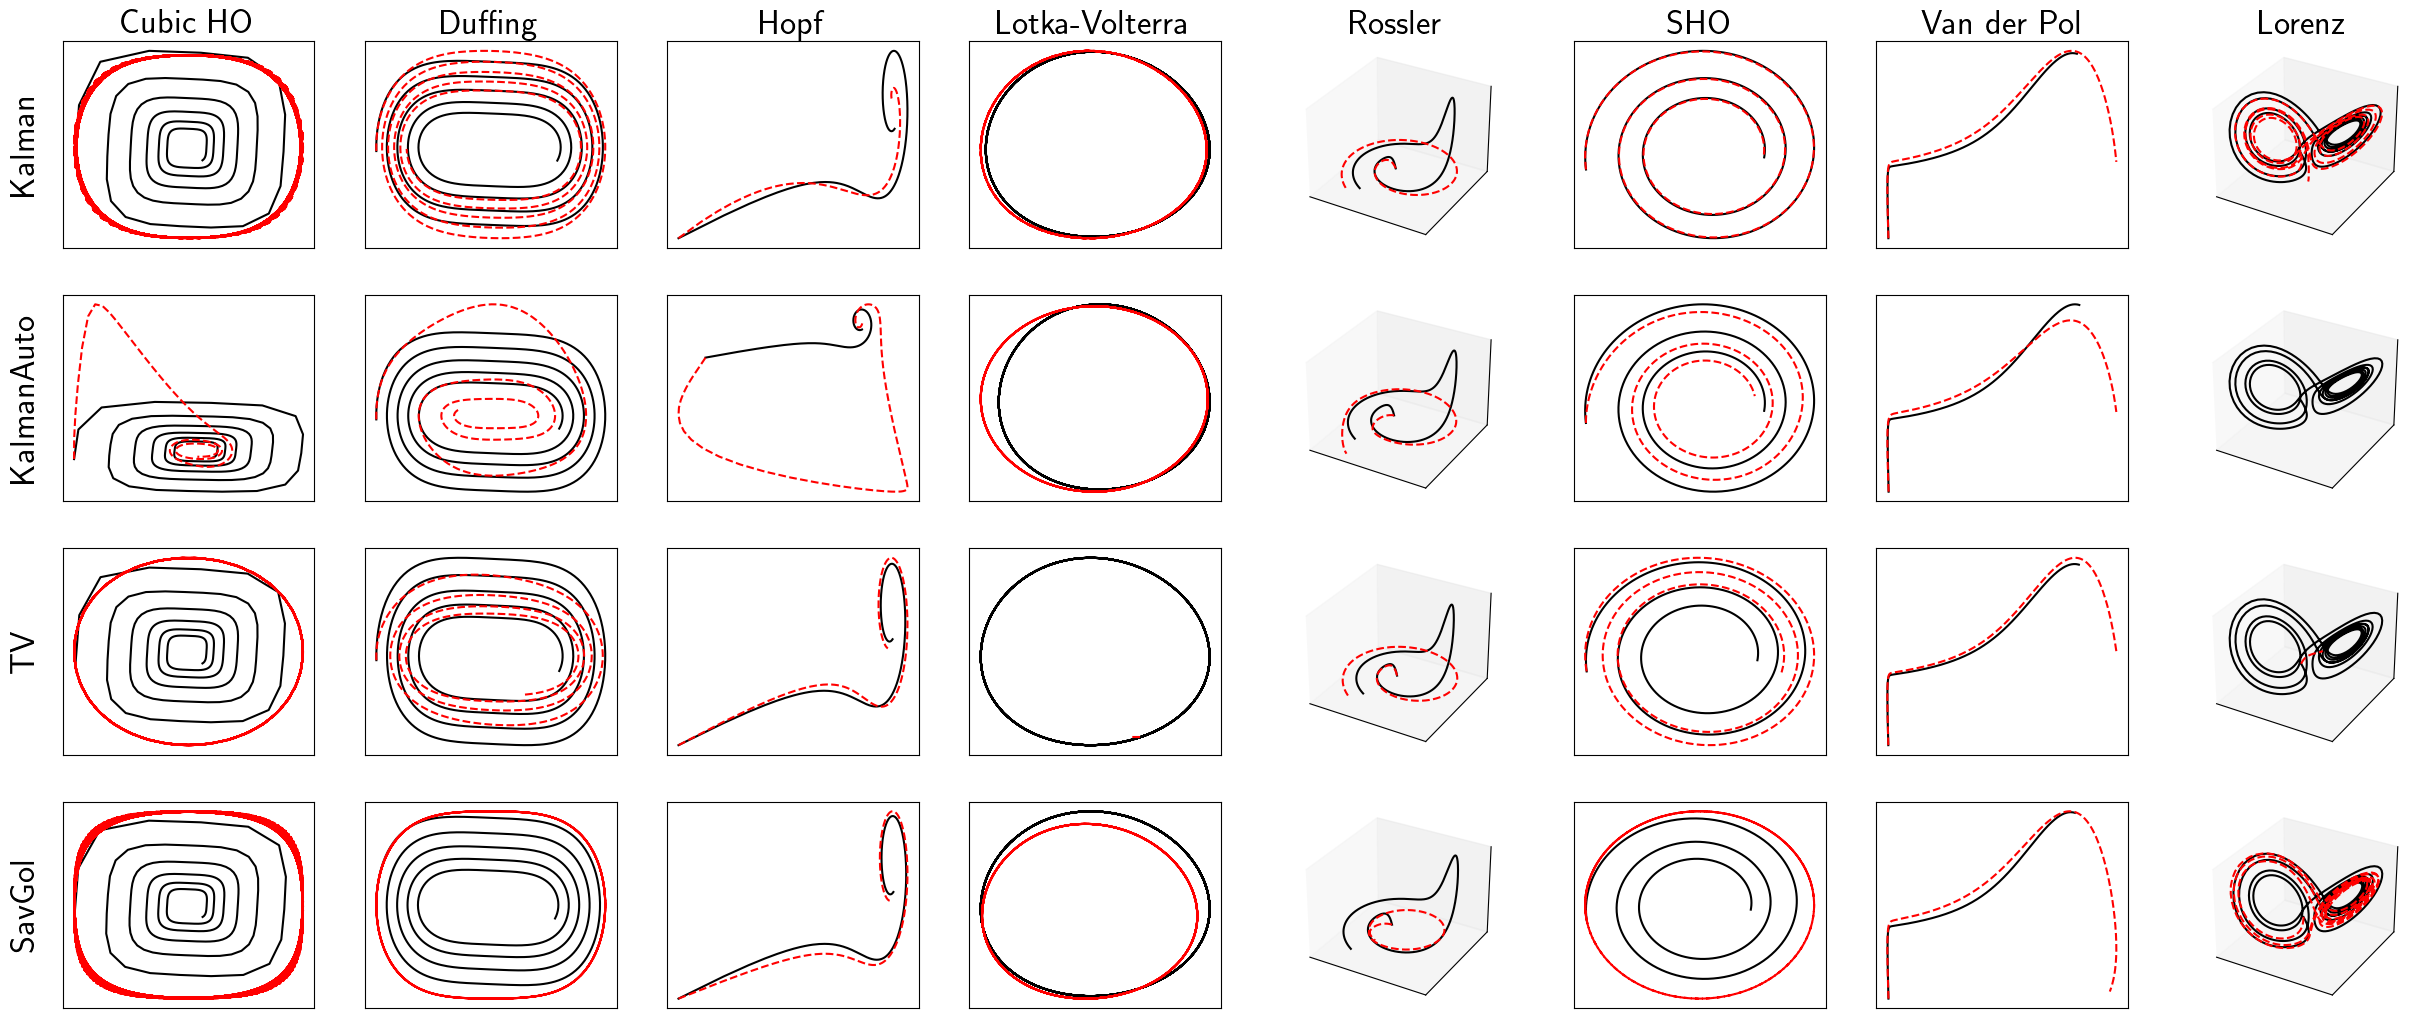 Cubic HO
Duffing
Hopf
Lotka-Volterra
Rossler
SHO
Van der Pol
Lorenz
Kalman
KalmanAuto
TV
SavGol